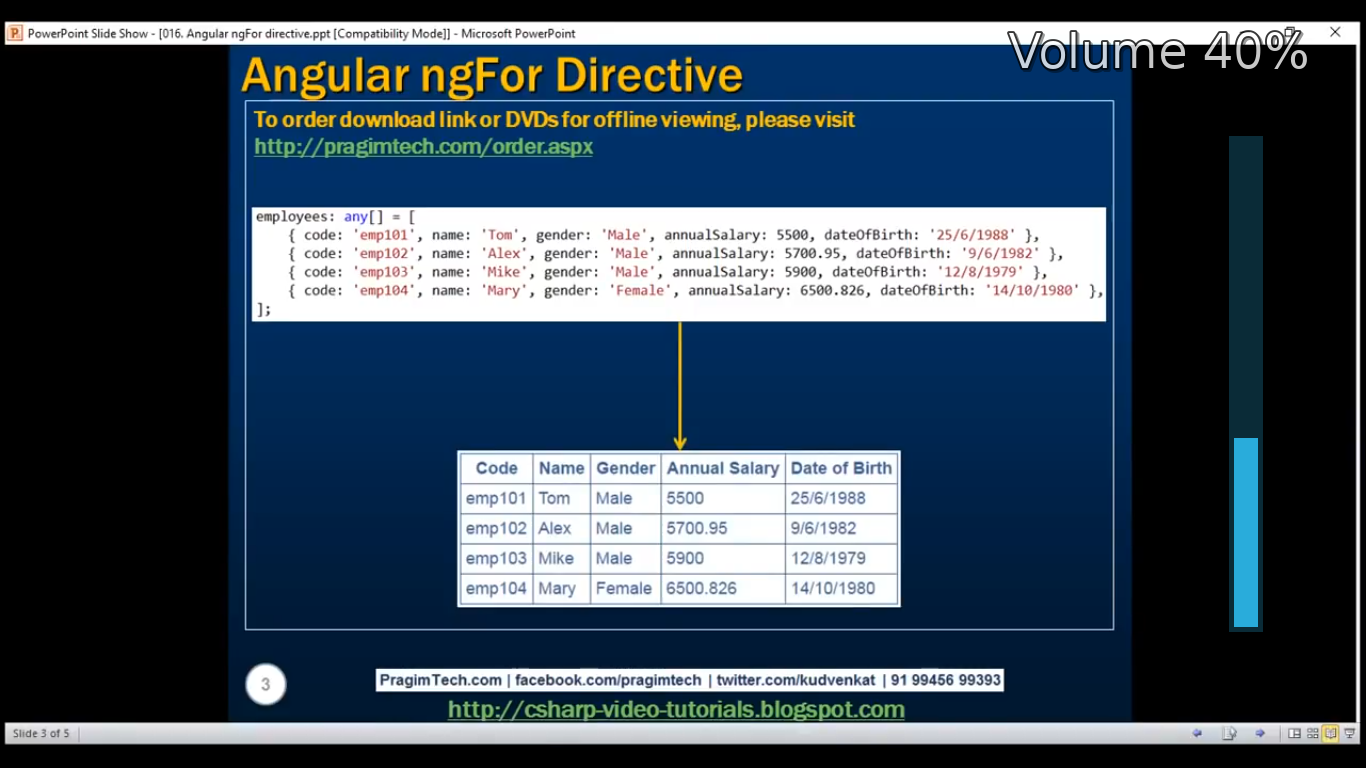 PowerPoint Slide Show - [016. Angular ngFor directive.ppt [Compatibility Mode]] - Microsoft PowerPoint
Volume 40%
Angular ngFor Directive
To order download link or DVDs for offline viewing, please visit
http://pragimtech.com/order.aspx
employees: any[] = [
{ code: 'emp101', name: 'Tom', gender: 'Male', annualSalary: 5500, dateOfBirth: '25/6/1988' },
{ code: 'emp102', name: 'Alex', gender: 'Male', annualSalary: 5700.95, dateOfBirth: '9/6/1982' },
{ code: 'emp103', name: 'Mike', gender: 'Male', annualSalary: 5900, dateOfBirth: '12/8/1979' },
{ code: 'emp104', name: 'Mary', gender: 'Female', annualSalary: 6500.826, dateOfBirth: '14/10/1980' },
];
Code Name Gender Annual Salary Date of Birth
emp101 Tom Male 5500 25/6/1988
emp102 Alex Male 5700.95 9/6/1982
emp103 Mike Male 5900 12/8/1979
emp104 Mary Female 6500.826 14/10/1980
3
PragimTech.com | facebook.com/pragimtech | twitter.com/kudvenkat | 91 99456 99393
http://csharp-video-tutorials.blogspot.com
Slide 3 of 5